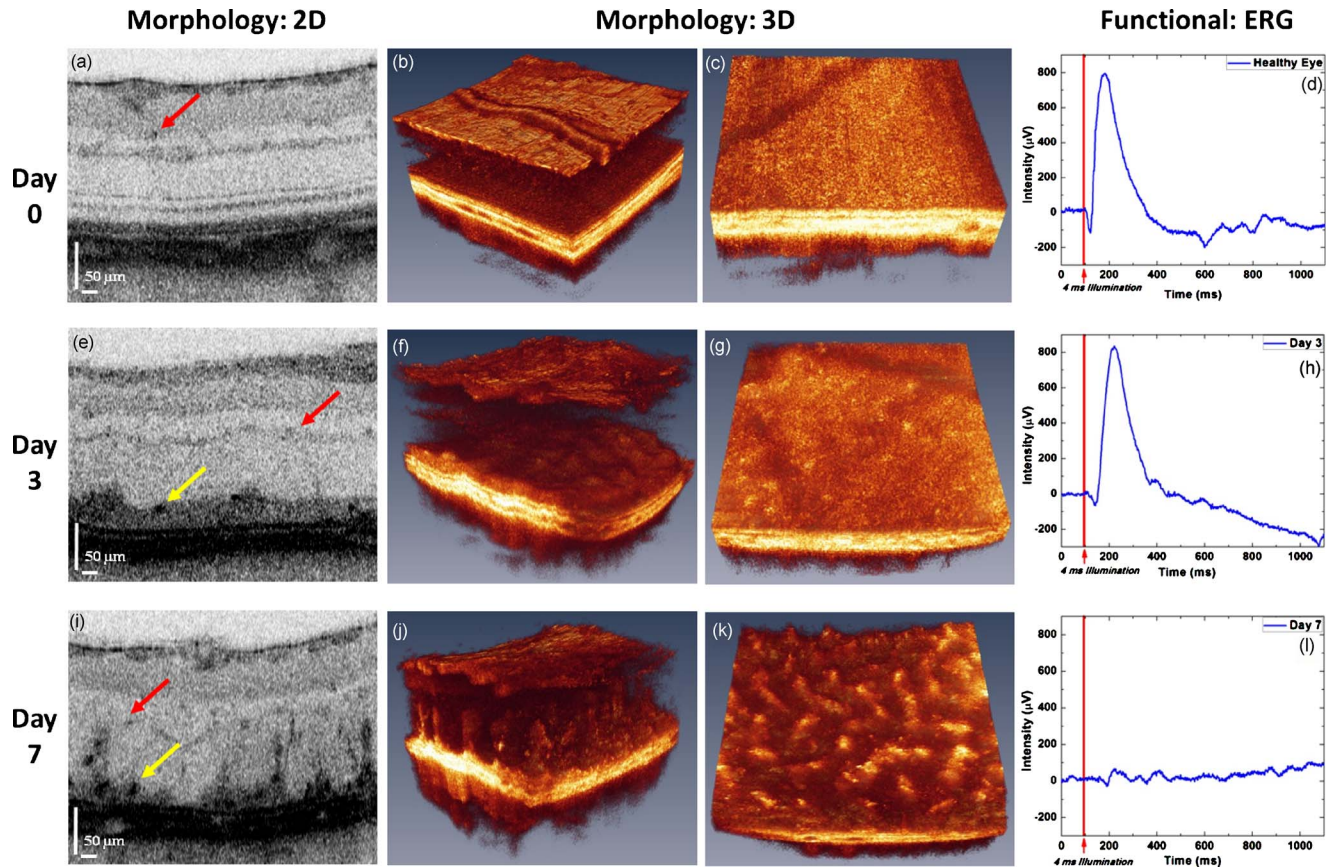 Morphology: 2D
Morphology: 3D
Functional: ERG
Day
0
(a)
50 μm
(b)
(c)
Healthy Eye
(d)
800
600
400
200
0
-200
Intensity (μV)
0 200 400 600 800 1000
4 ms Illumination
Time (ms)
Day
3
(e)
50 μm
(f)
(g)
Day 3
(h)
800
600
400
200
0
-200
Intensity (μV)
0 200 400 600 800 1000
4 ms Illumination
Time (ms)
Day
7
(i)
50 μm
(j)
(k)
Day 7
(l)
800
600
400
200
0
-200
Intensity (μV)
0 200 400 600 800 1000
4 ms Illumination
Time (ms)